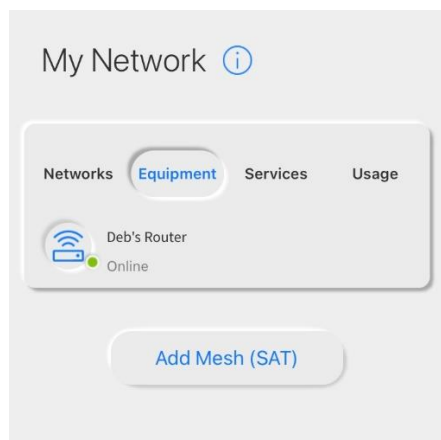 My Network
Networks Equipment Services Usage
Deb's Router
Online
Add Mesh (SAT)